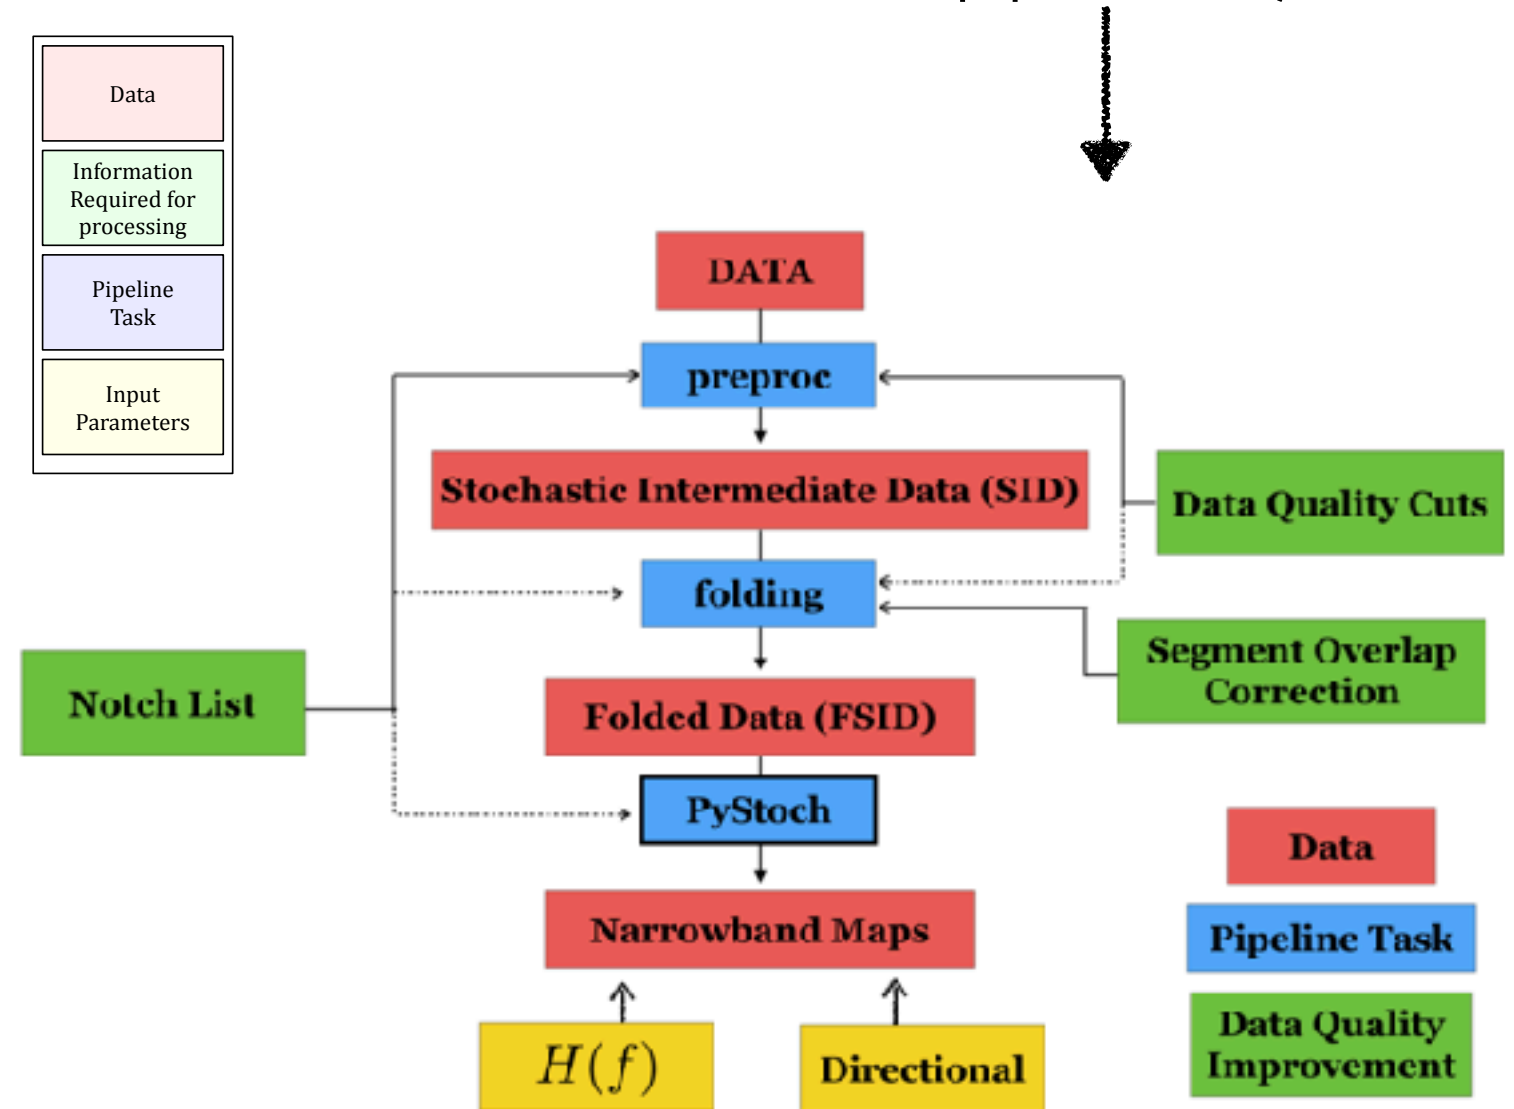 Data
Information
Required for
processing
Pipeline
Task
Input
Parameters
DATA
preproc
Stochastic Intermediate Data (SID)
Data Quality Cuts
folding
Segment Overlap
Correction
Notch List
Folded Data (FSID)
PyStoch
Data
Narrowband Maps
Pipeline Task
Data Quality
Improvement
H(f)
Directional